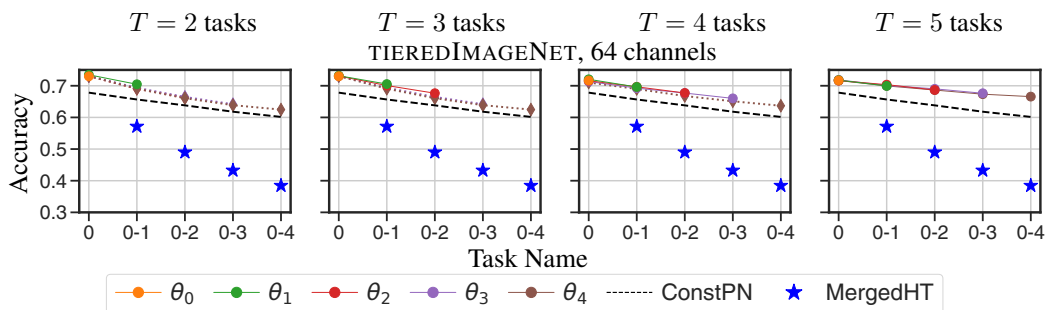 T = 2 tasks T = 3 tasks T = 4 tasks T = 5 tasks
TIEREDIMAGENET, 64 channels
Accuracy
0.7
0.6
0.5
0.4
0.3
0 0-1 0-2 0-3 0-4 0 0-1 0-2 0-3 0-4 0 0-1 0-2 0-3 0-4 0 0-1 0-2 0-3 0-4
Task Name
θ0 θ1 θ2 θ3 θ4 ConstPN MergedHT